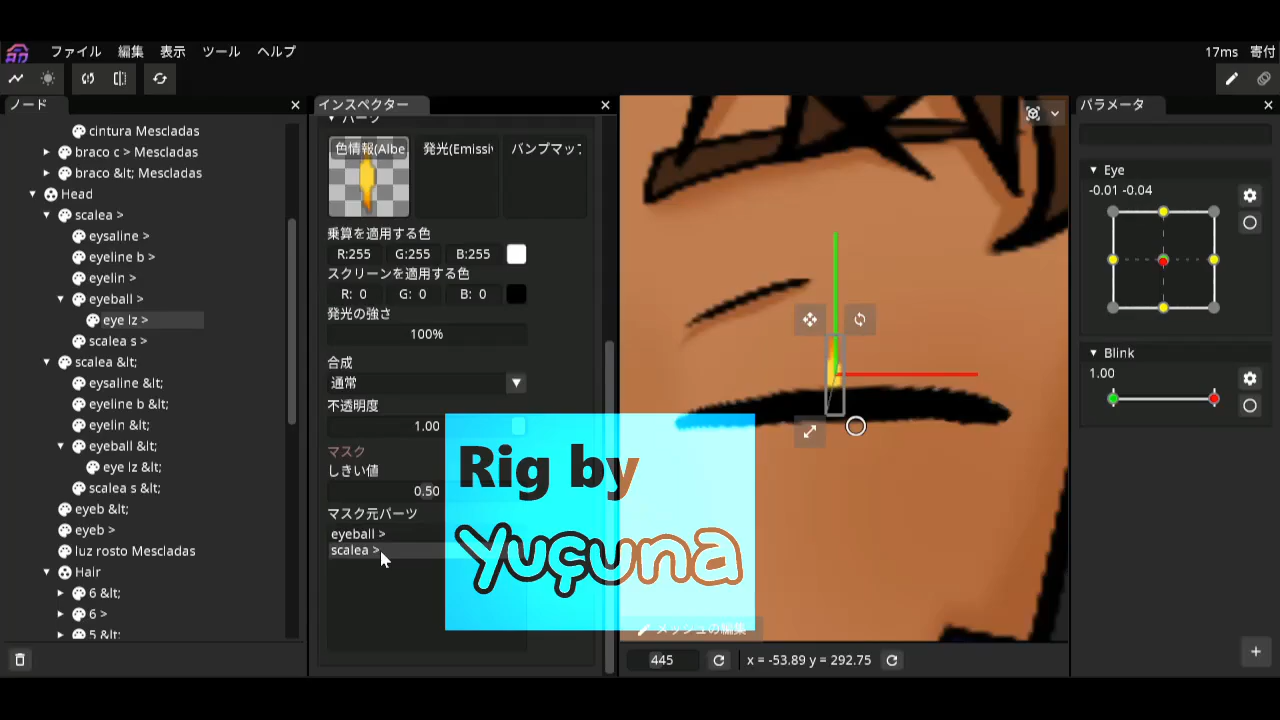 ファイル 編集 表示 ツール ヘルプ
17ms 寄付
ノード
cintura Mescladas
braco c > Mescladas
braco &lt; Mescladas
Head
scalea >
eysaline >
eyeline b >
eyelin >
eyeball >
eye lz >
scalea s >
scalea &lt;
eysaline &lt;
eyeline b &lt;
eyelin &lt;
eyeball &lt;
eye lz &lt;
scalea s &lt;
eyeb &lt;
eyeb >
luz rosto Mescladas
Hair
6 &lt;
6 >
5 &lt;
インスペクター
パーツ
色情報(Albe. 発光(Emissiv バンプマップ
乗算を適用する色
R:255 G:255 B:255
スクリーンを適用する色
R: 0 G: 0 B: 0
発光の強さ
100%
合成
通常
不透明度
1.00
マスク
しきい値
0.50
マスク元パーツ
eyeball >
scalea >
Rig by
Yuçuna
メッシュの編集
445 x = -53.89 y = 292.75
パラメータ
Eye
-0.01 -0.04
Blink
1.00